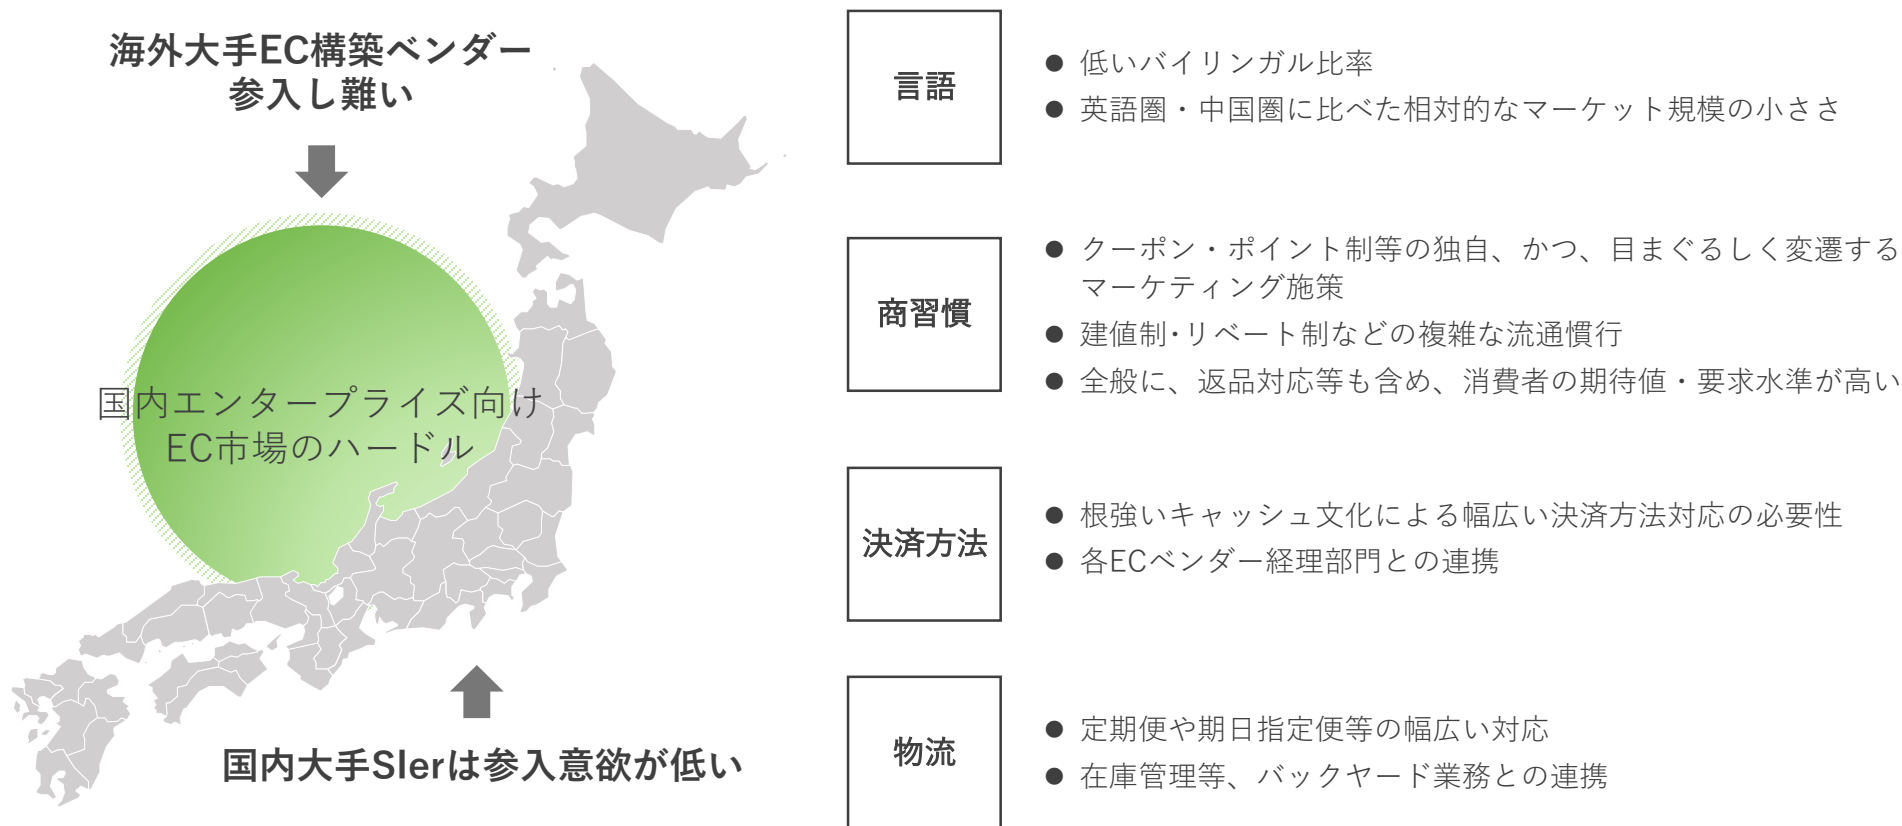 海外大手EC構築ベンダー
参入し難い
国内エンタープライズ向け
EC市場のハードル
国内大手SIerは参入意欲が低い
言語
● 低いバイリンガル比率
● 英語圏・中国圏に比べた相対的なマーケット規模の小ささ
商習慣
● クーポン・ポイント制等の独自、かつ、目まぐるしく変遷する
マーケティング施策
● 建値制･リベート制などの複雑な流通慣行
● 全般に、返品対応等も含め、消費者の期待値・要求水準が高い
決済方法
● 根強いキャッシュ文化による幅広い決済方法対応の必要性
● 各ECベンダー経理部門との連携
物流
● 定期便や期日指定便等の幅広い対応
● 在庫管理等、バックヤード業務との連携